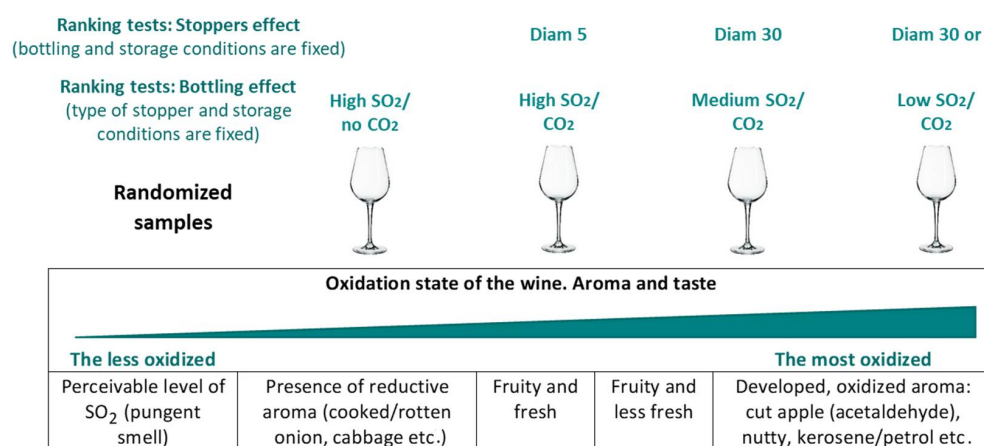 Ranking tests: Stoppers effect
(bottling and storage conditions are fixed)
Diam 5
Diam 30
Diam 30 or
Ranking tests: Bottling effect
(type of stopper and storage
conditions are fixed)
High SO2/
no CO2
High SO2/
CO2
Medium SO2/
CO2
Low SO2/
CO2
Randomized
samples
Oxidation state of the wine. Aroma and taste
The less oxidized
The most oxidized
Perceivable level of
SO2 (pungent
smell)
Presence of reductive
aroma (cooked/rotten
onion, cabbage etc.)
Fruity and
fresh
Fruity and
less fresh
Developed, oxidized aroma:
cut apple (acetaldehyde),
nutty, kerosene/petrol etc.